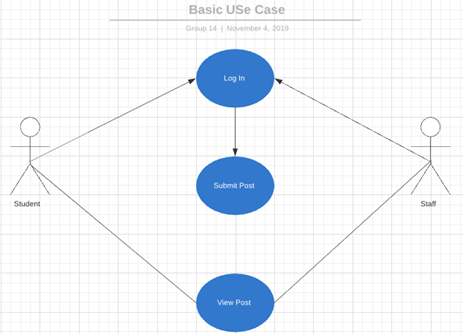 Basic USe Case
Group 14 | November 4, 2019
Log In
Submit Post
Student
Staff
View Post